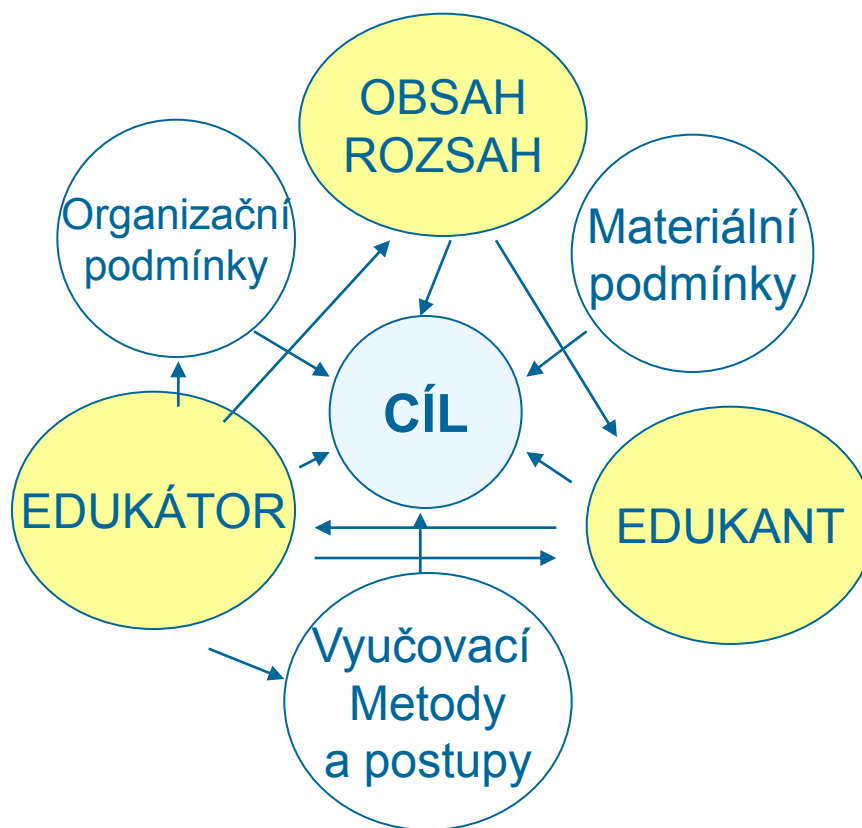 OBSAH
ROZSAH
Organizační
podmínky
Materiální
podmínky
CÍL
EDUKÁTOR
EDUKANT
Vyučovací
Metody
a postupy